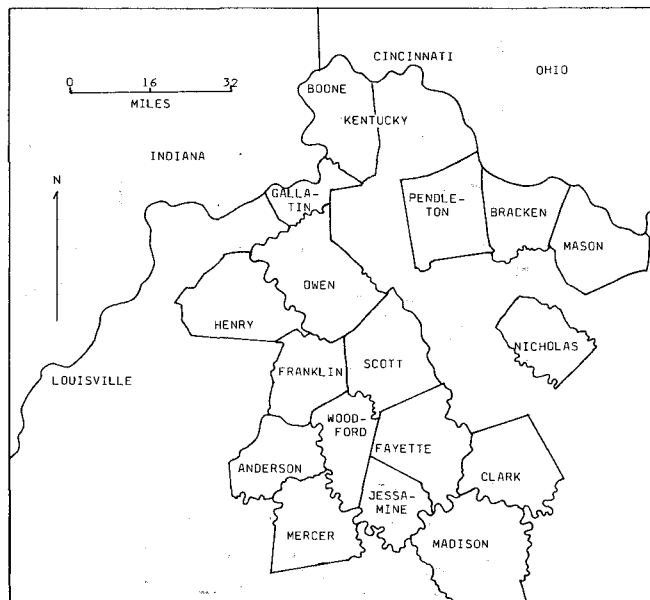 CINCINNATI
OHIO
0 16 32
MILES
BOONE
KENTUCKY
INDIANA
N
GALLA-
TIN
PENDLE-
TON
BRACKEN
MASON
OWEN
HENRY
NICHOLAS
FRANKLIN
SCOTT
LOUISVILLE
WOOD-
FORD
FAYETTE
ANDERSON
CLARK
JESSA-
MINE
MERCER
MADISON